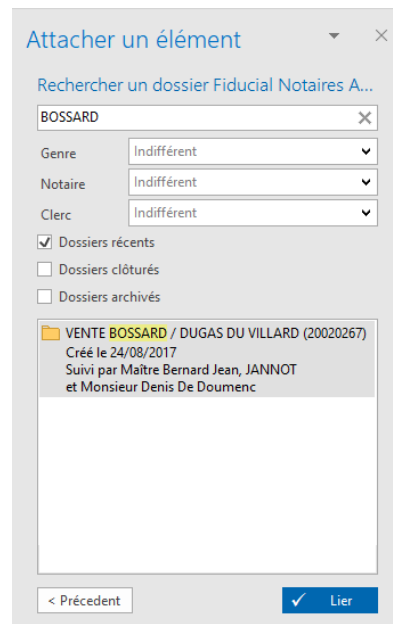 Attacher un élément
Rechercher un dossier Fiducial Notaires A...
BOSSARD
Genre Indifférent
Notaire Indifférent
Clerc Indifférent
Dossiers récents
Dossiers clôturés
Dossiers archivés
VENTE BOSSARD / DUGAS DU VILLARD (20020267)
Créé le 24/08/2017
Suivi par Maître Bernard Jean, JANNOT
et Monsieur Denis De Doumenc
< Précedent Lier